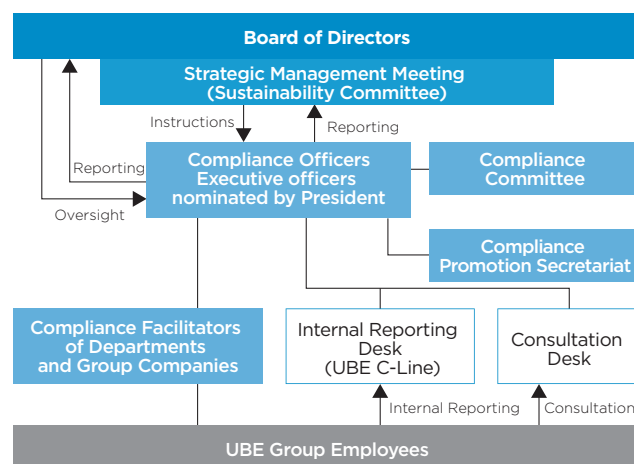 Board of Directors
Strategic Management Meeting
(Sustainability Committee)
Instructions
Reporting
Reporting
Oversight
Compliance Officers
Executive officers
nominated by President
Compliance
Committee
Compliance
Promotion Secretariat
Compliance Facilitators
of Departments
and Group Companies
Internal Reporting
Desk
(UBE C-Line)
Consultation
Desk
Internal Reporting
Consultation
UBE Group Employees